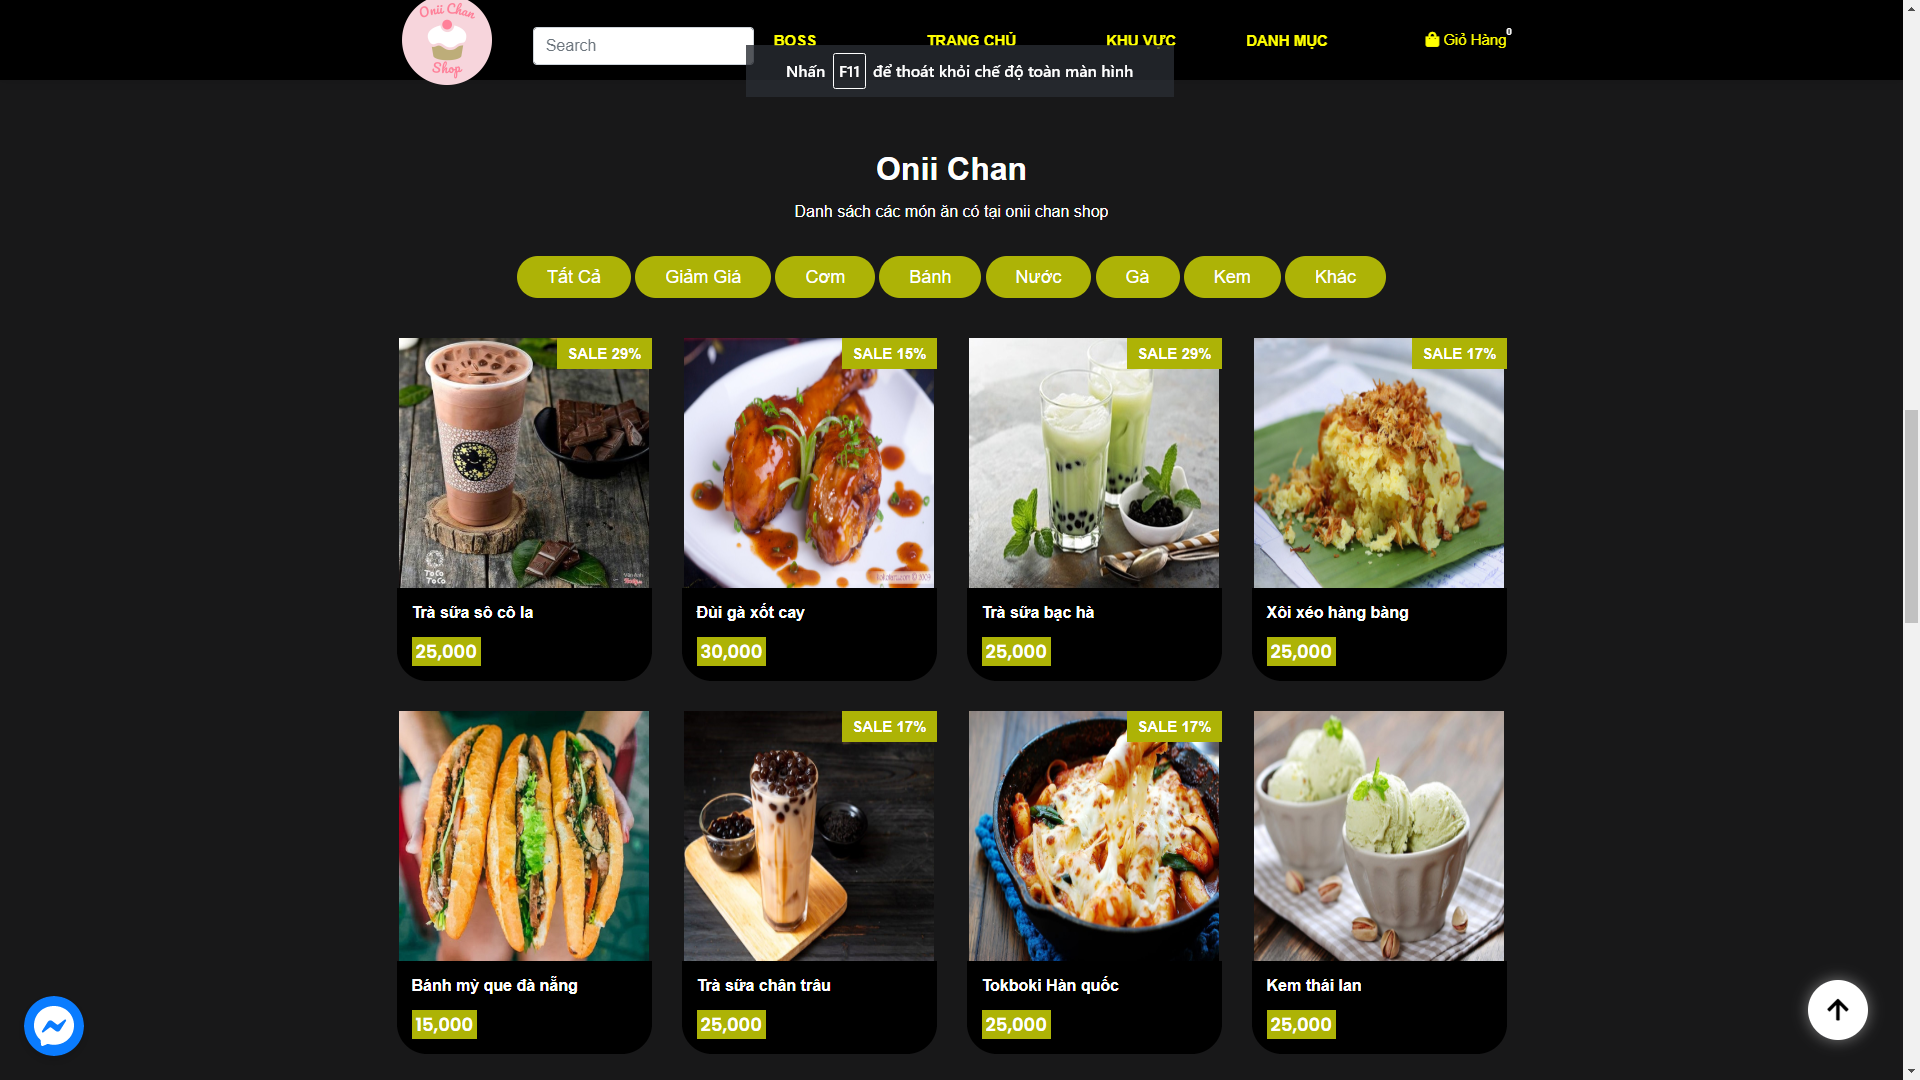 Onii Chan
Shop
Search
BOSS
TRANG CHỦ
KHU VỰC
DANH MỤC
Giỏ Hàng
0
Nhấn F11 để thoát khỏi chế độ toàn màn hình
Onii Chan
Danh sách các món ăn có tại onii chan shop
Tất Cả
Giảm Giá
Cơm
Bánh
Nước
Gà
Kem
Khác
SALE 29%
SALE 15%
SALE 29%
SALE 17%
ToCo
ToCo
Trà sữa sô cô la
Đùi gà xốt cay
Trà sữa bạc hà
Xôi xéo hàng bàng
25,000
30,000
25,000
25,000
SALE 17%
SALE 17%
Bánh mỳ que đà nẵng
Trà sữa chân trâu
Tokboki Hàn quốc
Kem thái lan
15,000
25,000
25,000
25,000